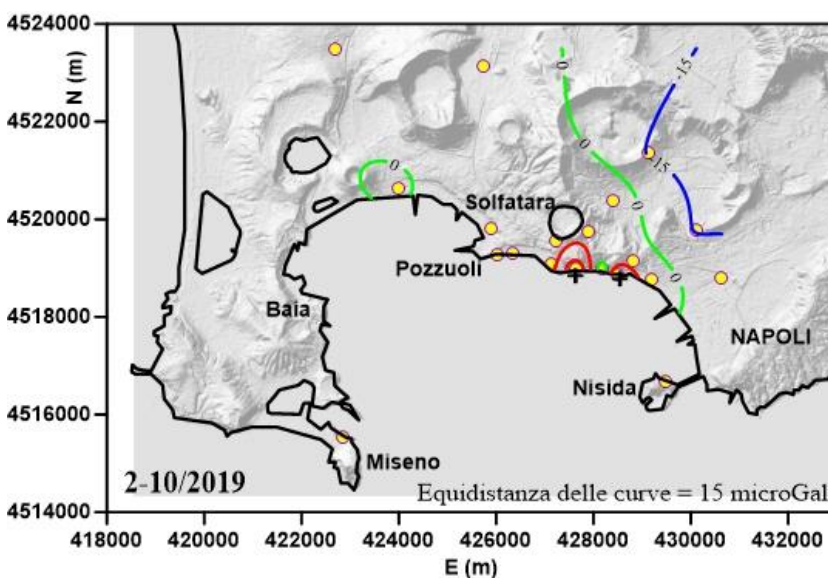 4524000
4522000
4520000
4518000
4516000
4514000
N (m)
0
-15
0
0
-15
0
0
Solfatara
Pozzuoli
Baia
NAPOLI
Nisida
Miseno
+
+
2-10/2019
Equidistanza delle curve = 15 microGal
418000 420000 422000 424000 426000 428000 430000 432000
E (m)